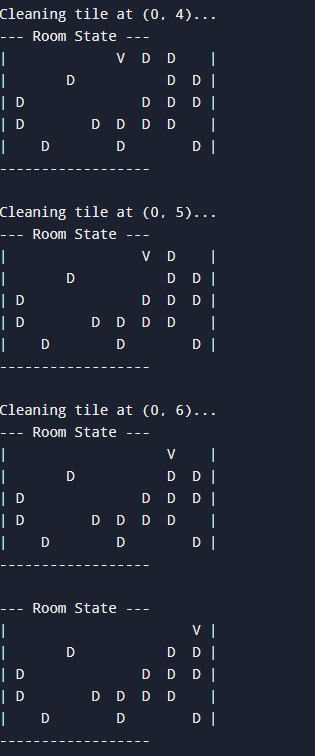 Cleaning tile at (0, 4)...
--- Room State ---
|             V  D  D    |
|       D           D  D |
| D              D  D  D |
| D        D  D  D  D    |
|    D        D        D |
------------------

Cleaning tile at (0, 5)...
--- Room State ---
|                V  D    |
|       D           D  D |
| D              D  D  D |
| D        D  D  D  D    |
|    D        D        D |
------------------

Cleaning tile at (0, 6)...
--- Room State ---
|                   V    |
|       D           D  D |
| D              D  D  D |
| D        D  D  D  D    |
|    D        D        D |
------------------

--- Room State ---
|                      V |
|       D           D  D |
| D              D  D  D |
| D        D  D  D  D    |
|    D        D        D |
------------------